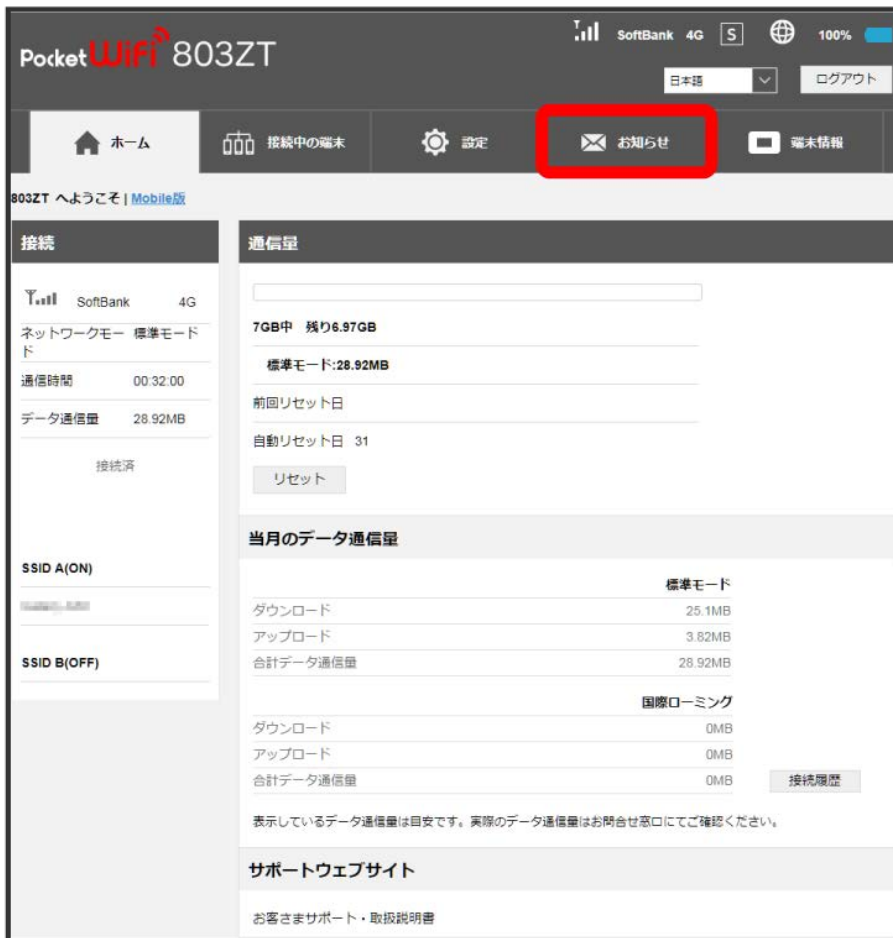 Pocket WiFi 803ZT
SoftBank 4G S 100%
日本語 ログアウト
ホーム 接続中の端末 設定 お知らせ 端末情報
803ZT へようこそ | Mobile版
接続
SoftBank 4G
ネットワークモー 標準モード
ド
通信時間 00:32:00
データ通信量 28.92MB
接続済
SSID A(ON)
SSID B(OFF)
通信量
7GB中 残り6.97GB
標準モード:28.92MB
前回リセット日
自動リセット日 31
リセット
当月のデータ通信量
標準モード
ダウンロード 25.1MB
アップロード 3.82MB
合計データ通信量 28.92MB
国際ローミング
ダウンロード 0MB
アップロード 0MB
合計データ通信量 0MB 接続履歴
表示しているデータ通信量は目安です。実際のデータ通信量はお問合せ窓口にてご確認ください。
サポートウェブサイト
お客さまサポート・取扱説明書